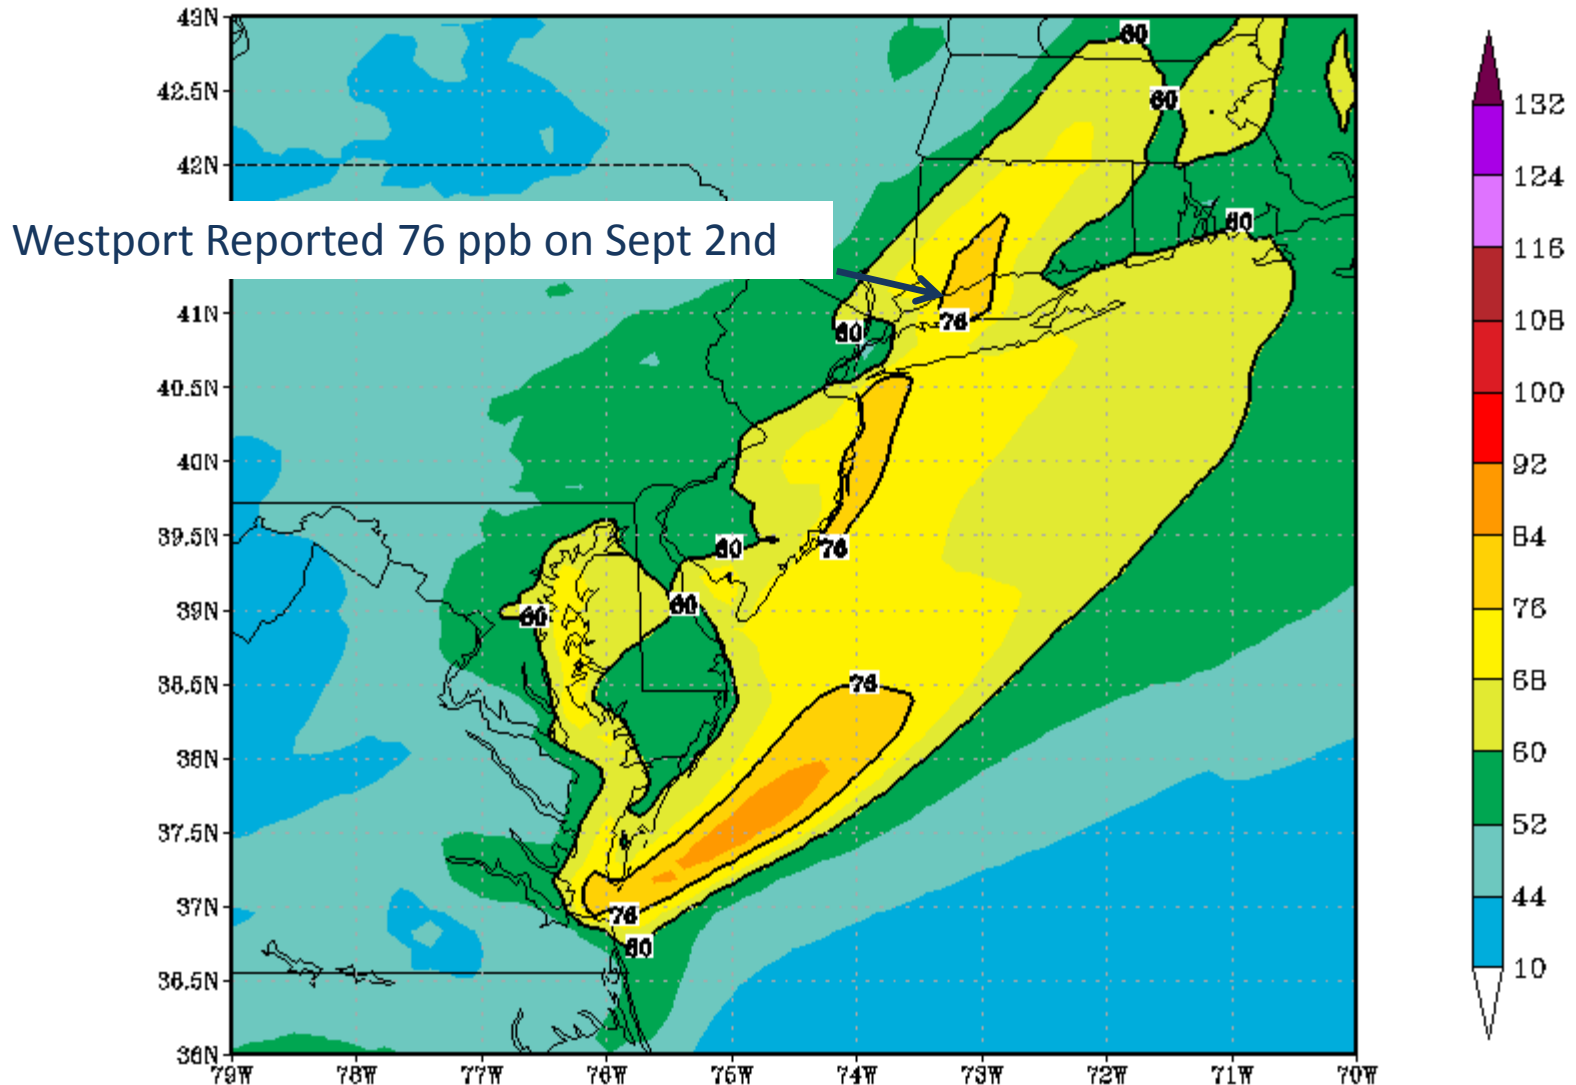 43N
42.5N
42N
Westport Reported 76 ppb on Sept 2nd
41N
40.5N
40N
39.5N
39N
38.5N
38N
37.5N
37N
36.5N
36N
79W 78W 77W 76W 75W 74W 73W 72W 71W 70W
60
60
60
76
60
76
60
60
60
76
76
60
132
124
116
108
100
92
84
76
68
60
52
44
10